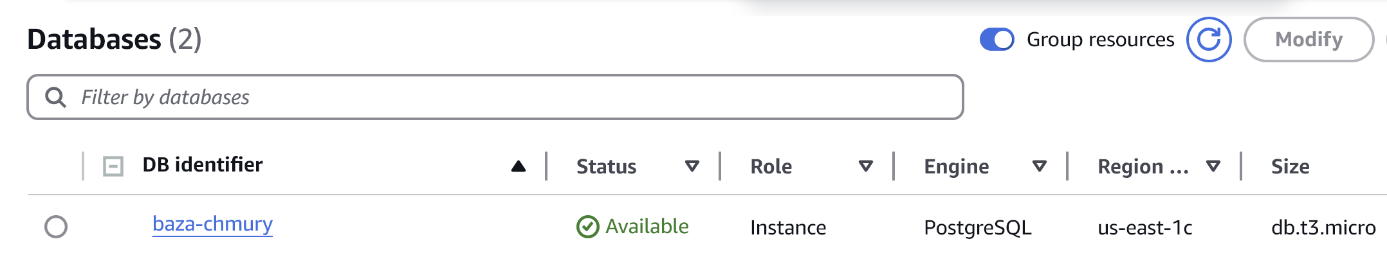 Databases (2)
Group resources
Modify
Filter by databases
DB identifier
Status
Role
Engine
Region ...
Size
baza-chmury
Available
Instance
PostgreSQL
us-east-1c
db.t3.micro